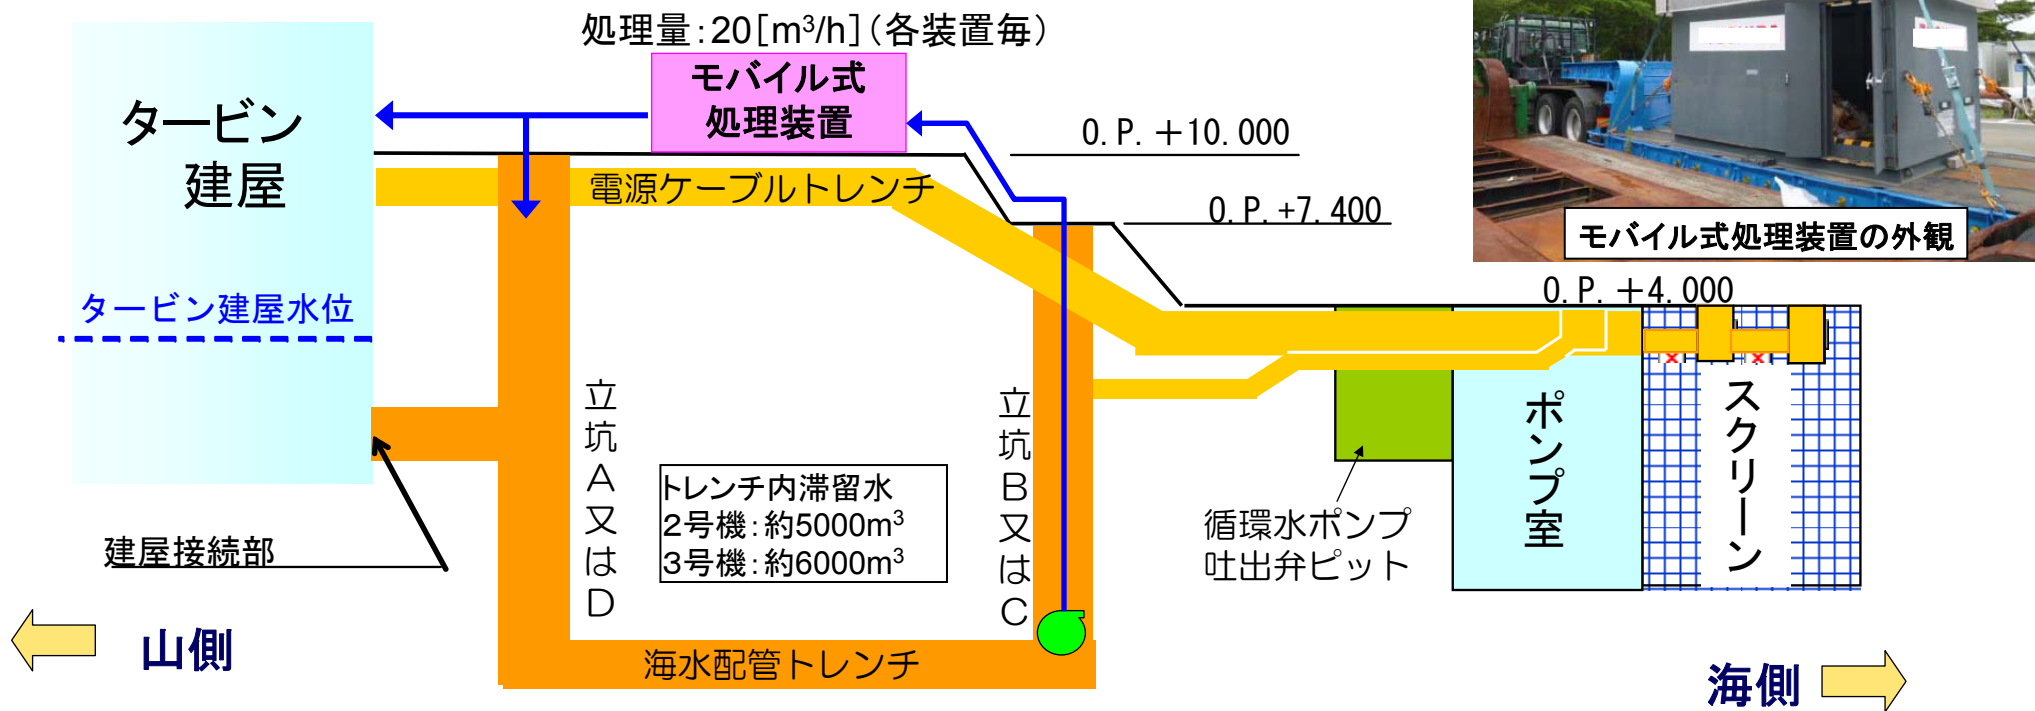 処理量：20[m³/h]（各装置毎）
モバイル式
処理装置
タービン
建屋
O.P.＋10.000
電源ケーブルトレンチ
O.P.+7.400
モバイル式処理装置の外観
O.P.＋4.000
タービン建屋水位
立坑A又はD
立坑B又はC
トレンチ内滞留水
2号機：約5000m³
3号機：約6000m³
ポンプ室
スクリーン
循環水ポンプ
吐出弁ピット
建屋接続部
山側
海水配管トレンチ
海側